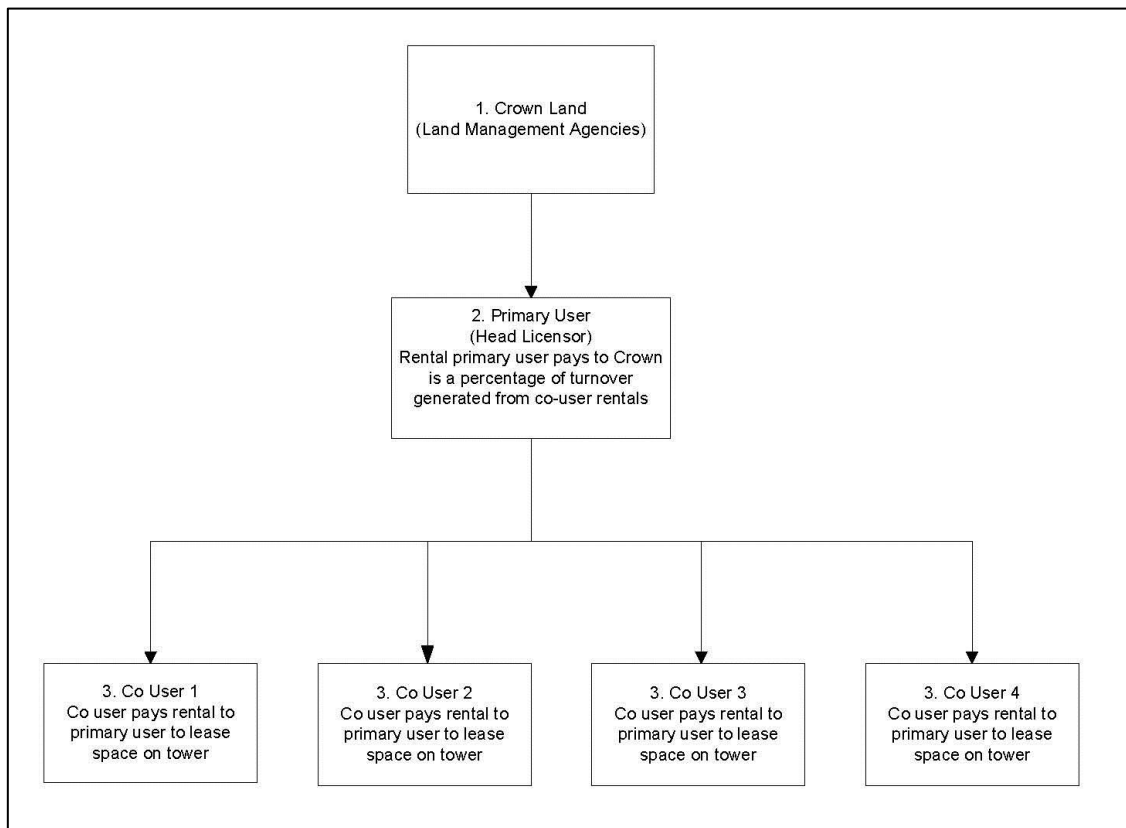 1. Crown Land
(Land Management Agencies)
2. Primary User
(Head Licensor)
Rental primary user pays to Crown
is a percentage of turnover
generated from co-user rentals
3. Co User 1
Co user pays rental to
primary user to lease
space on tower
3. Co User 2
Co user pays rental to
primary user to lease
space on tower
3. Co User 3
Co user pays rental to
primary user to lease
space on tower
3. Co User 4
Co user pays rental to
primary user to lease
space on tower